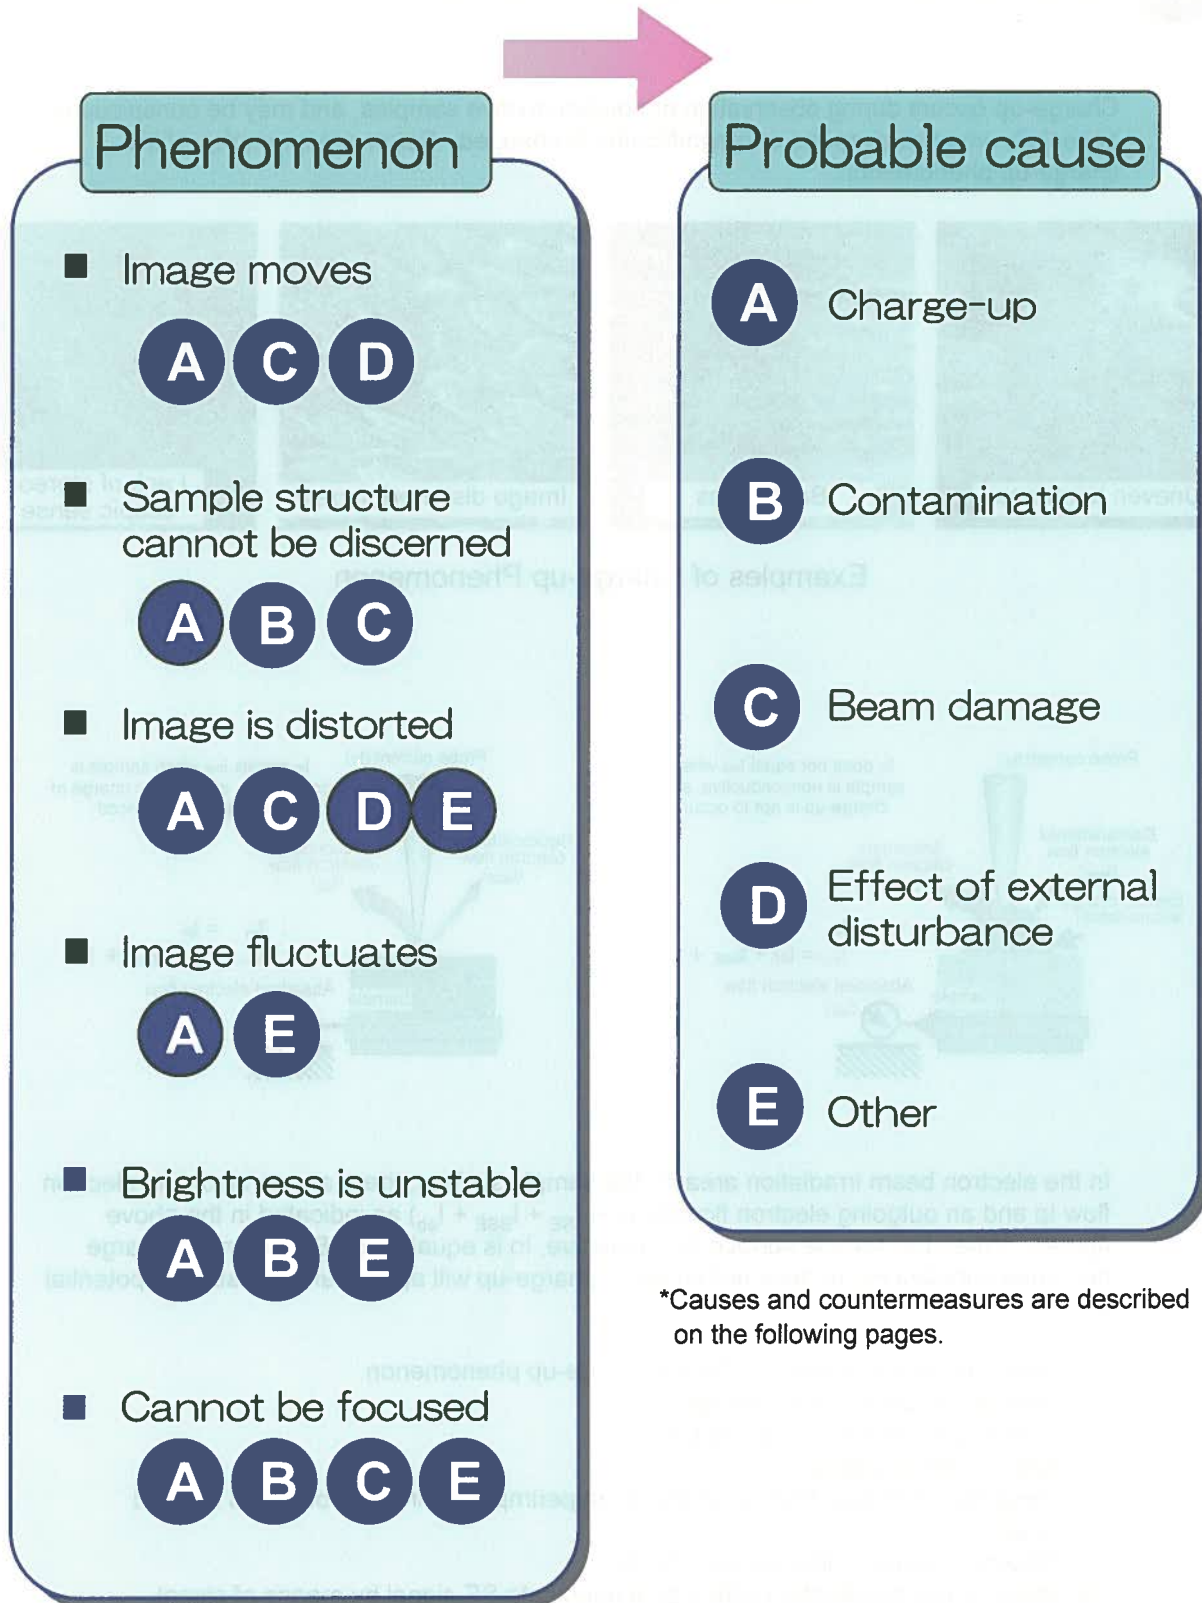 Phenomenon
■ Image moves
A C D
■ Sample structure
cannot be discerned
A B C
■ Image is distorted
A C D E
■ Image fluctuates
A E
■ Brightness is unstable
A B E
■ Cannot be focused
A B C E
Probable cause
A Charge-up
B Contamination
C Beam damage
D Effect of external
disturbance
E Other
*Causes and countermeasures are described
on the following pages.